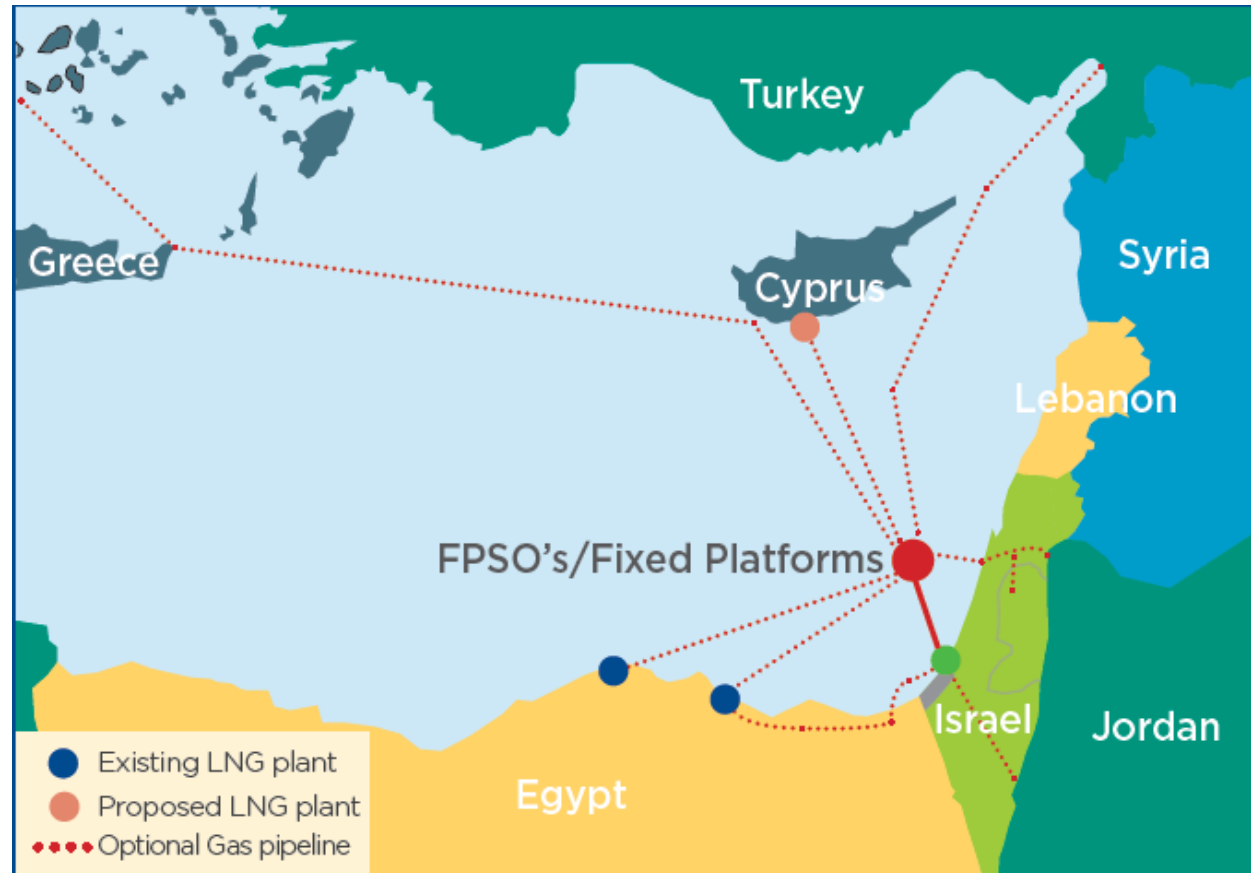 Turkey
Syria
Greece
Cyprus
Lebanon
FPSO's/Fixed Platforms
Israel
Jordan
Egypt
Existing LNG plant
Proposed LNG plant
Optional Gas pipeline